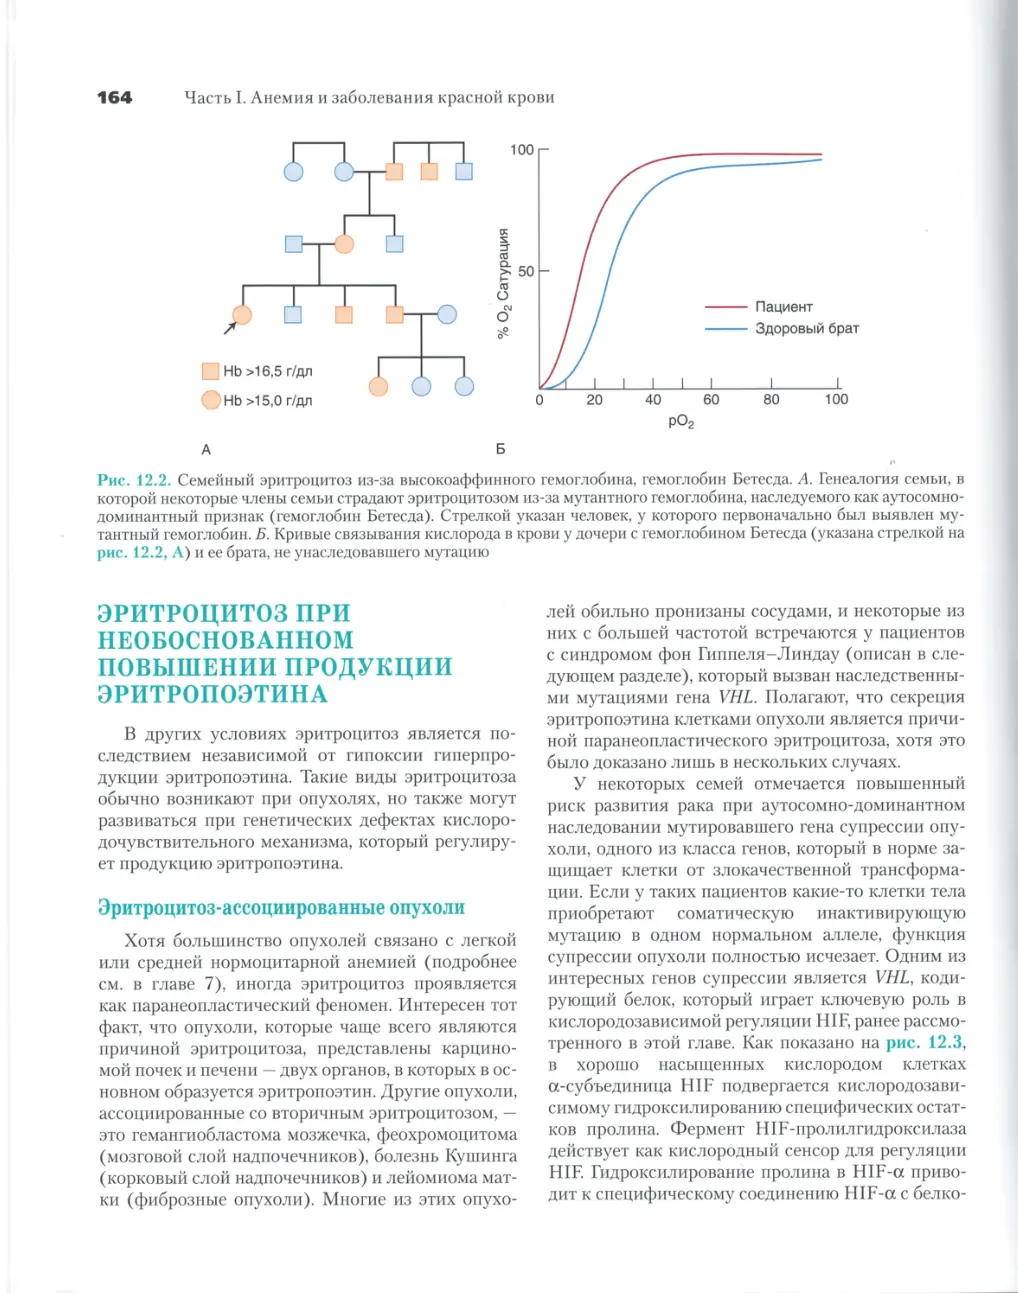 164
Часть I. Анемия и заболевания красной крови
Hb >16,5 г/дл
Hb >15,0 г/дл
А
100
50
% O₂ Сатурация
Пациент
Здоровый брат
0 20 40 60 80 100
pO₂
Б
Рис. 12.2. Семейный эритроцитоз из-за высокоаффинного гемоглобина, гемоглобин Бетесда. А. Генеалогия семьи, в
которой некоторые члены семьи страдают эритроцитозом из-за мутантного гемоглобина, наследуемого как аутосомно-
доминантный признак (гемоглобин Бетесда). Стрелкой указан человек, у которого первоначально был выявлен му-
тантный гемоглобин. Б. Кривые связывания кислорода в крови у дочери с гемоглобином Бетесда (указана стрелкой на
рис. 12.2, А) и ее брата, не унаследовавшего мутацию
ЭРИТРОЦИТОЗ ПРИ
НЕОБОСНОВАННОМ
ПОВЫШЕНИИ ПРОДУКЦИИ
ЭРИТРОПОЭТИНА
В других условиях эритроцитоз является по-
следствием независимой от гипоксии гиперпро-
дукции эритропоэтина. Такие виды эритроцитоза
обычно возникают при опухолях, но также могут
развиваться при генетических дефектах кислоро-
дочувствительного механизма, который регулиру-
ет продукцию эритропоэтина.
Эритроцитоз-ассоциированные опухоли
Хотя большинство опухолей связано с легкой
или средней нормоцитарной анемией (подробнее
см. в главе 7), иногда эритроцитоз проявляется
как паранеопластический феномен. Интересен тот
факт, что опухоли, которые чаще всего являются
причиной эритроцитоза, представлены карцино-
мой почек и печени — двух органов, в которых в ос-
новном образуется эритропоэтин. Другие опухоли,
ассоциированные со вторичным эритроцитозом, —
это гемангиобластома мозжечка, феохромоцитома
(мозговой слой надпочечников), болезнь Кушинга
(корковый слой надпочечников) и лейомиома мат-
ки (фиброзные опухоли). Многие из этих опухо-
лей обильно пронизаны сосудами, и некоторые из
них с большей частотой встречаются у пациентов
с синдромом фон Гиппеля–Линдау (описан в сле-
дующем разделе), который вызван наследственны-
ми мутациями гена VHL. Полагают, что секреция
эритропоэтина клетками опухоли является причи-
ной паранеопластического эритроцитоза, хотя это
было доказано лишь в нескольких случаях.
У некоторых семей отмечается повышенный
риск развития рака при аутосомно-доминантном
наследовании мутировавшего гена супрессии опу-
холи, одного из класса генов, который в норме за-
щищает клетки от злокачественной трансформа-
ции. Если у таких пациентов какие-то клетки тела
приобретают соматическую инактивирующую
мутацию в одном нормальном аллеле, функция
супрессии опухоли полностью исчезает. Одним из
интересных генов супрессии является VHL, коди-
рующий белок, который играет ключевую роль в
кислородозависимой регуляции HIF, ранее рассмо-
тренного в этой главе. Как показано на рис. 12.3,
в хорошо насыщенных кислородом клетках
α-субъединица HIF подвергается кислородозави-
симому гидроксилированию специфических остат-
ков пролина. Фермент HIF-пролилгидроксилаза
действует как кислородный сенсор для регуляции
HIF. Гидроксилирование пролина в HIF-α приво-
дит к специфическому соединению HIF-α с белко-